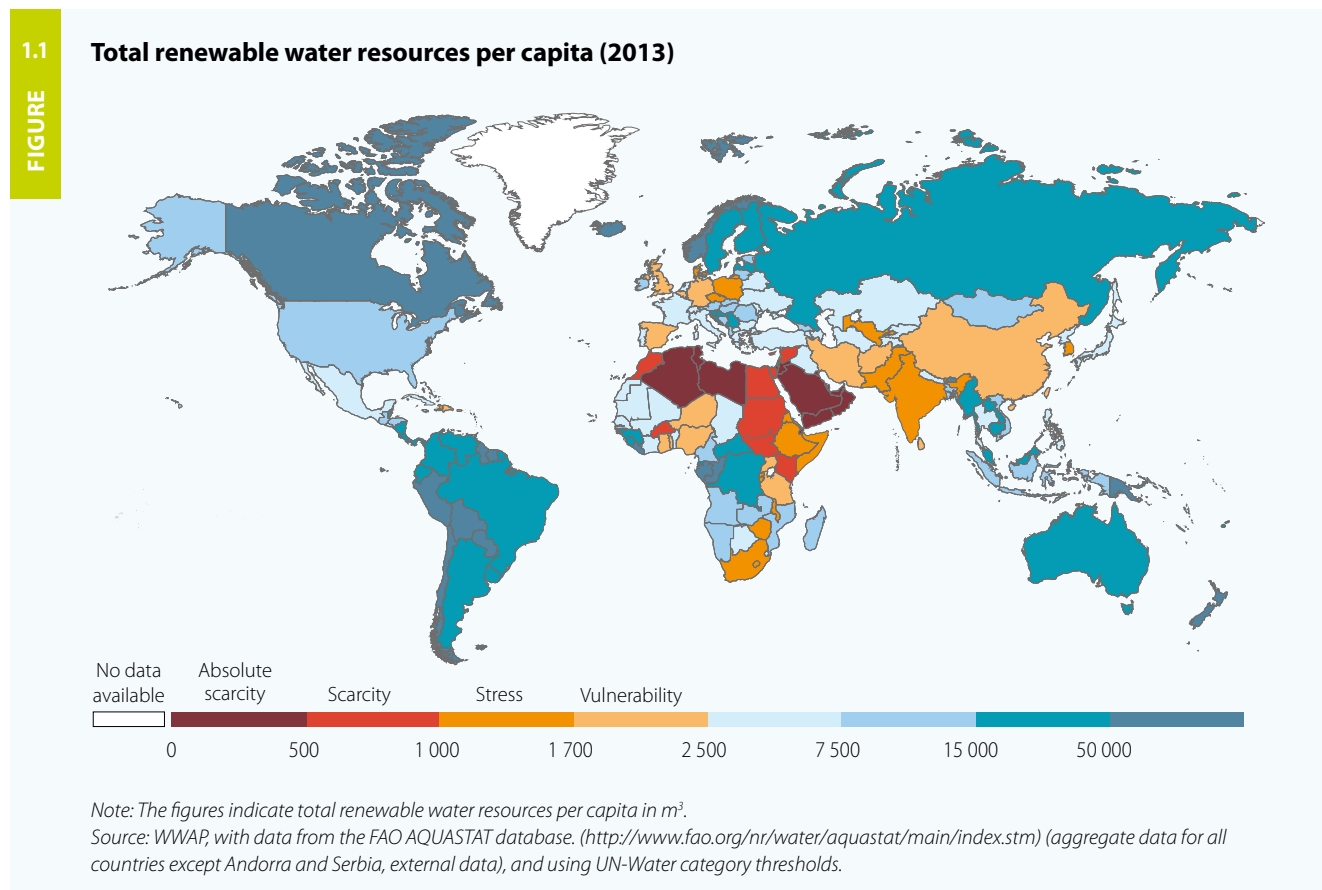 1.1
FIGURE
Total renewable water resources per capita (2013)
No data
available
Absolute
scarcity
Scarcity
Stress
Vulnerability
0
500
1 000
1 700
2 500
7 500
15 000
50 000
Note: The figures indicate total renewable water resources per capita in m³.
Source: WWAP, with data from the FAO AQUASTAT database. (http://www.fao.org/nr/water/aquastat/main/index.stm) (aggregate data for all
countries except Andorra and Serbia, external data), and using UN-Water category thresholds.